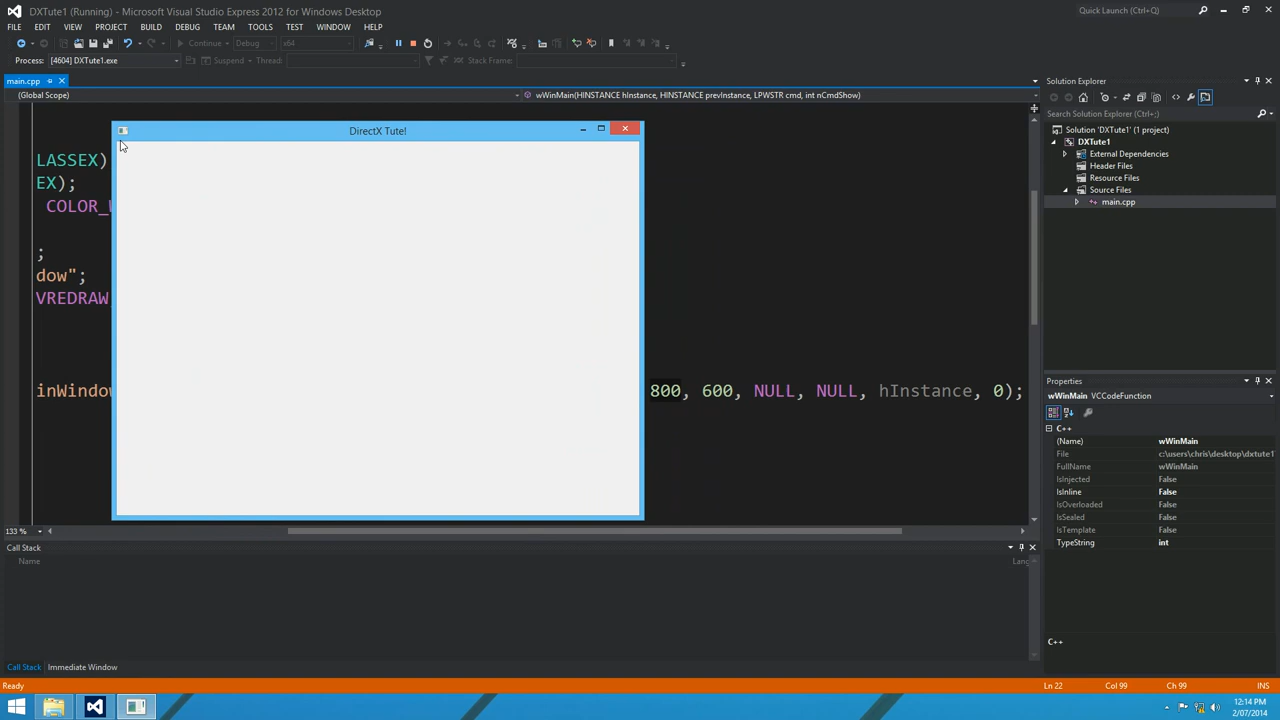 DXTute1 (Running) - Microsoft Visual Studio Express 2012 for Windows Desktop
Quick Launch (Ctrl+Q)
FILE EDIT VIEW PROJECT BUILD DEBUG TEAM TOOLS TEST WINDOW HELP
Continue Debug x64
Process: [4604] DXTute1.exe Suspend Thread: Stack Frame:
main.cpp
(Global Scope) wWinMain(HINSTANCE hInstance, HINSTANCE prevInstance, LPWSTR cmd, int nCmdShow)
DirectX Tute!
LASSEX)
EX);
COLOR_
;
dow";
VREDRAW
inWindow 800, 600, NULL, NULL, hInstance, 0);
133 %
Call Stack
Name Lang
Call Stack Immediate Window
Solution Explorer
Search Solution Explorer (Ctrl+;)
Solution 'DXTute1' (1 project)
DXTute1
External Dependencies
Header Files
Resource Files
Source Files
main.cpp
Properties
wWinMain VCCodeFunction
C++
(Name) wWinMain
File c:\users\chris\desktop\dxtute1
FullName wWinMain
IsInjected False
IsInline False
IsOverloaded False
IsSealed False
IsTemplate False
TypeString int
C++
Ready Ln 22 Col 99 Ch 99 INS
12:14 PM
2/07/2014